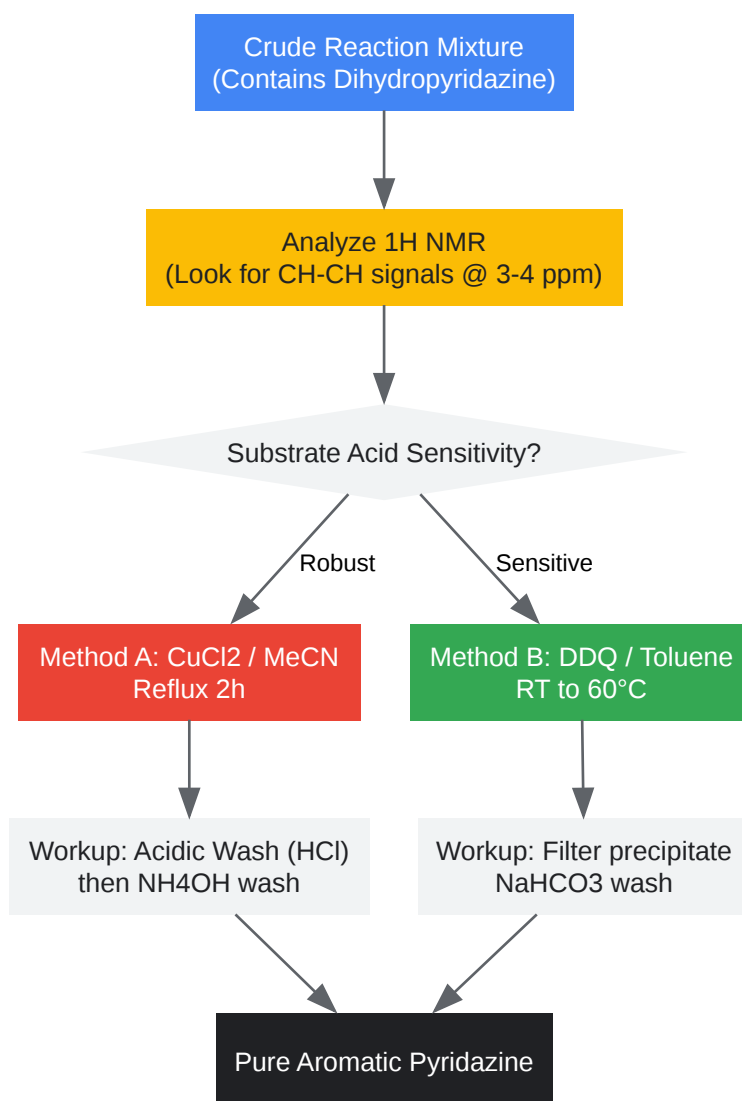 Crude Reaction Mixture
(Contains Dihydropyridazine)
Analyze 1H NMR
(Look for CH-CH signals @ 3-4 ppm)
Substrate Acid Sensitivity?
Robust
Sensitive
Method A: CuCl2 / MeCN
Reflux 2h
Method B: DDQ / Toluene
RT to 60°C
Workup: Acidic Wash (HCl)
then NH4OH wash
Workup: Filter precipitate
NaHCO3 wash
Pure Aromatic Pyridazine